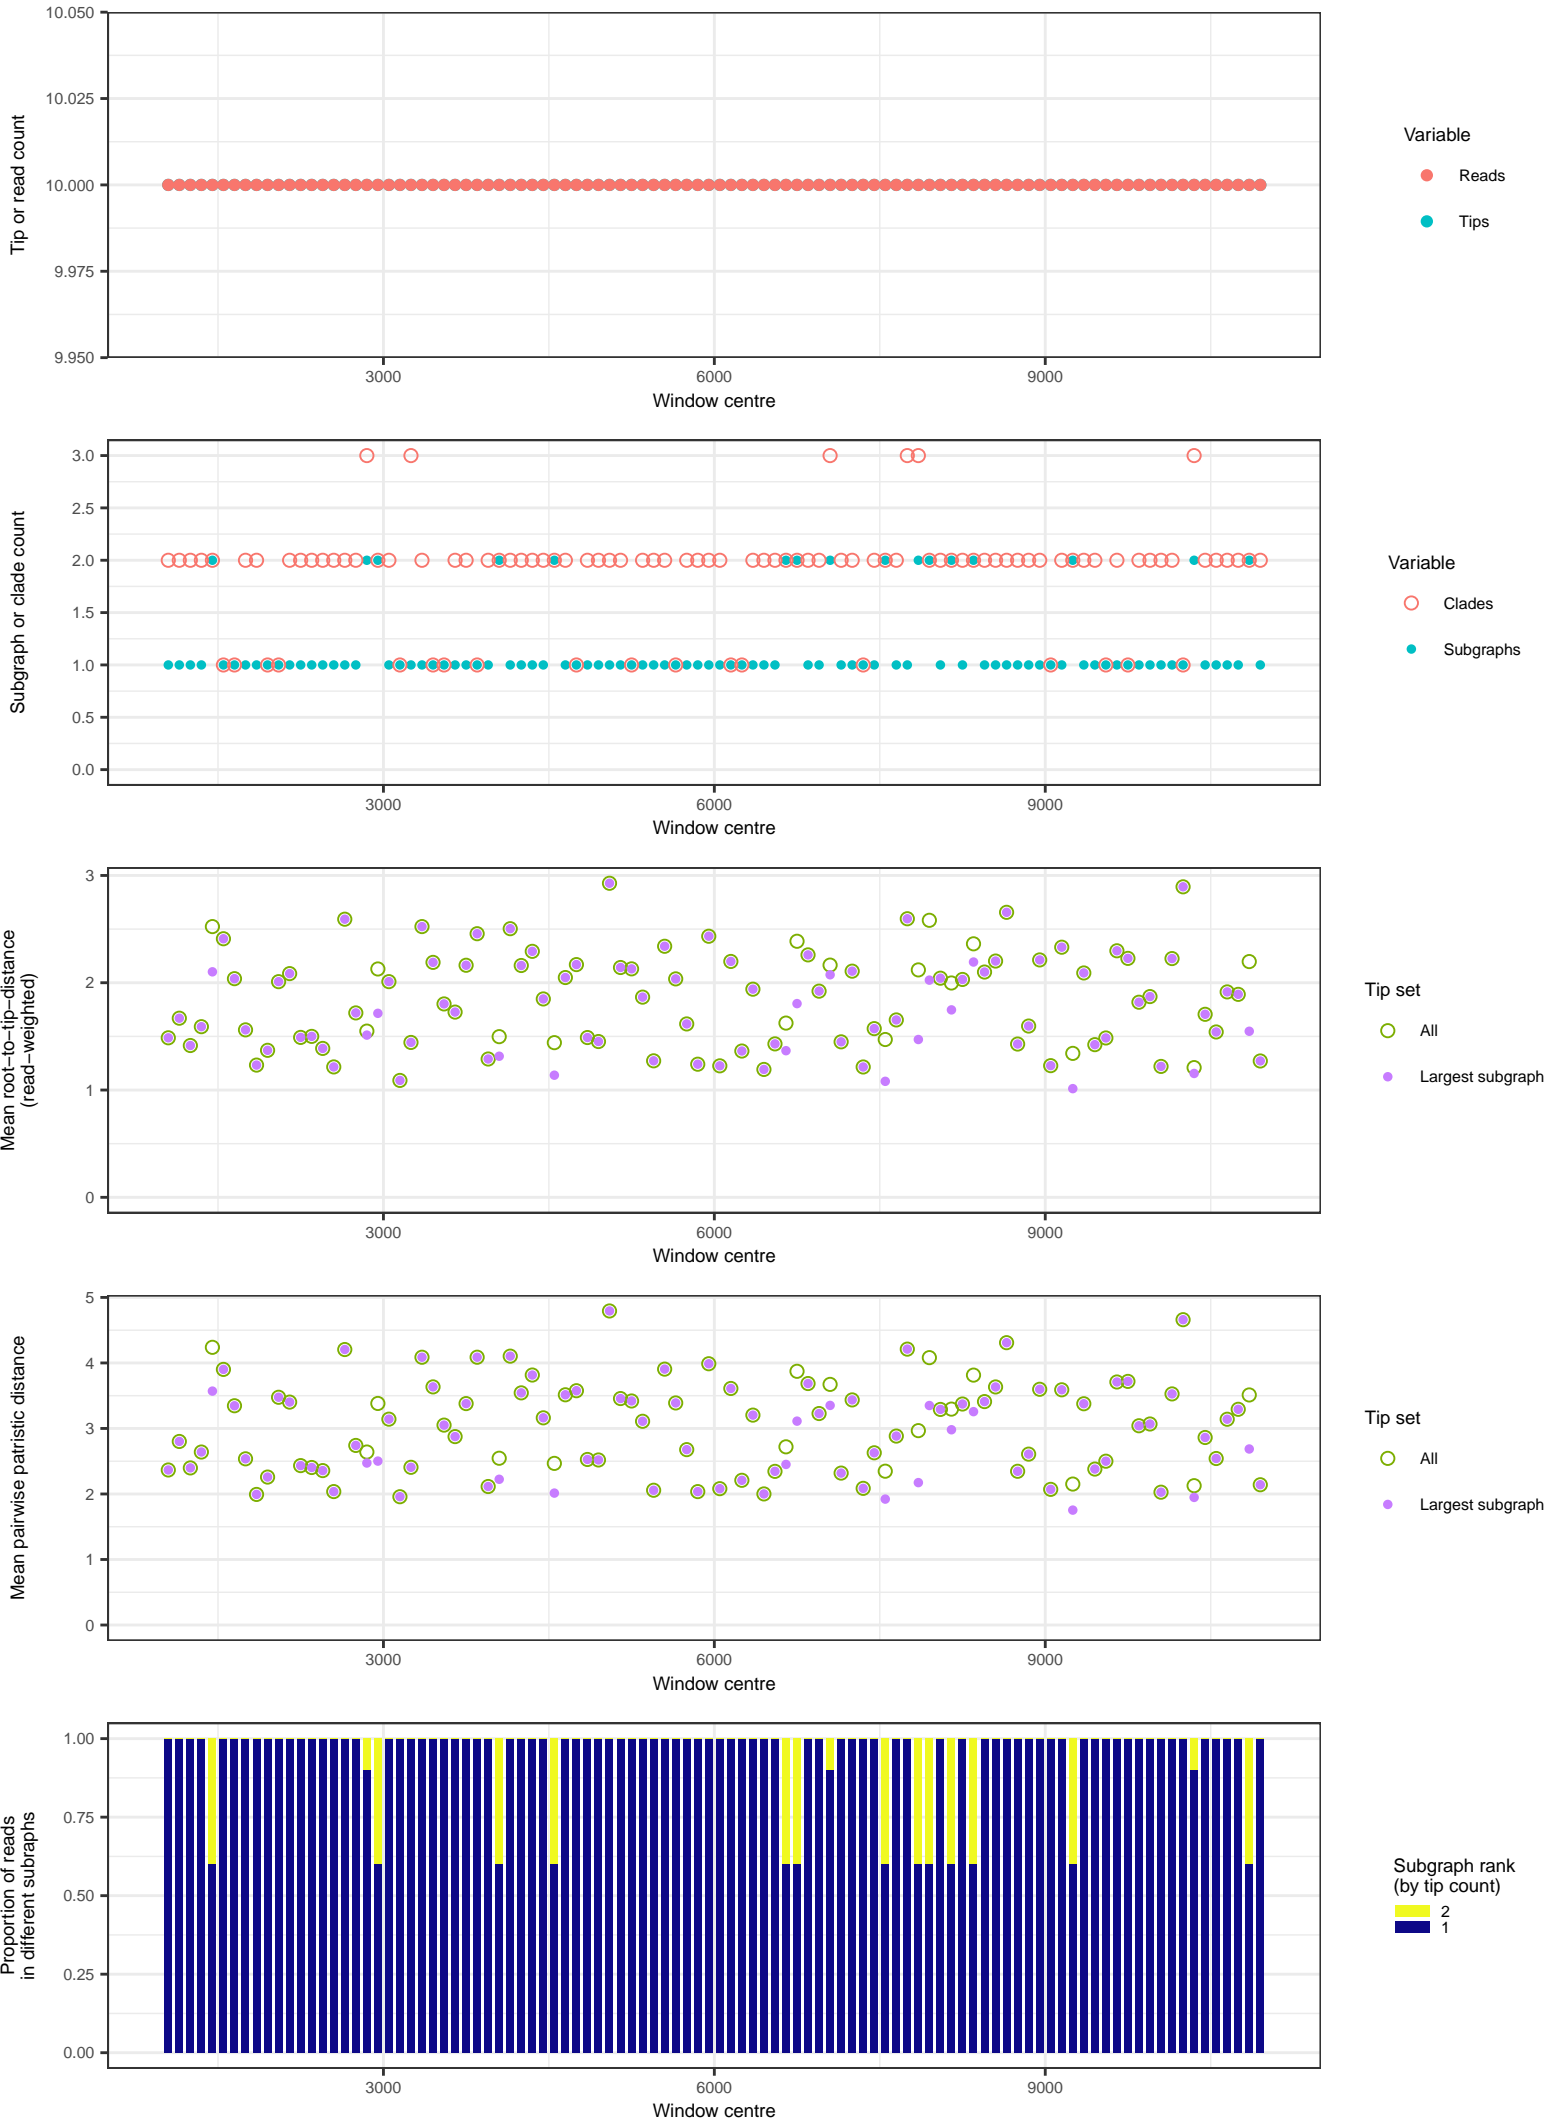 10.050
10.025
10.000
9.975
9.950
Tip or read count
3000 6000 9000
Window centre
Variable
Reads
Tips
3.0
2.5
2.0
1.5
1.0
0.5
0.0
Subgraph or clade count
3000 6000 9000
Window centre
Variable
Clades
Subgraphs
3
2
1
0
Mean root−to−tip−distance
(read−weighted)
3000 6000 9000
Window centre
Tip set
All
Largest subgraph
5
4
3
2
1
0
Mean pairwise patristic distance
3000 6000 9000
Window centre
Tip set
All
Largest subgraph
1.00
0.75
0.50
0.25
0.00
Proportion of reads
in different subraphs
3000 6000 9000
Window centre
Subgraph rank
(by tip count)
2
1